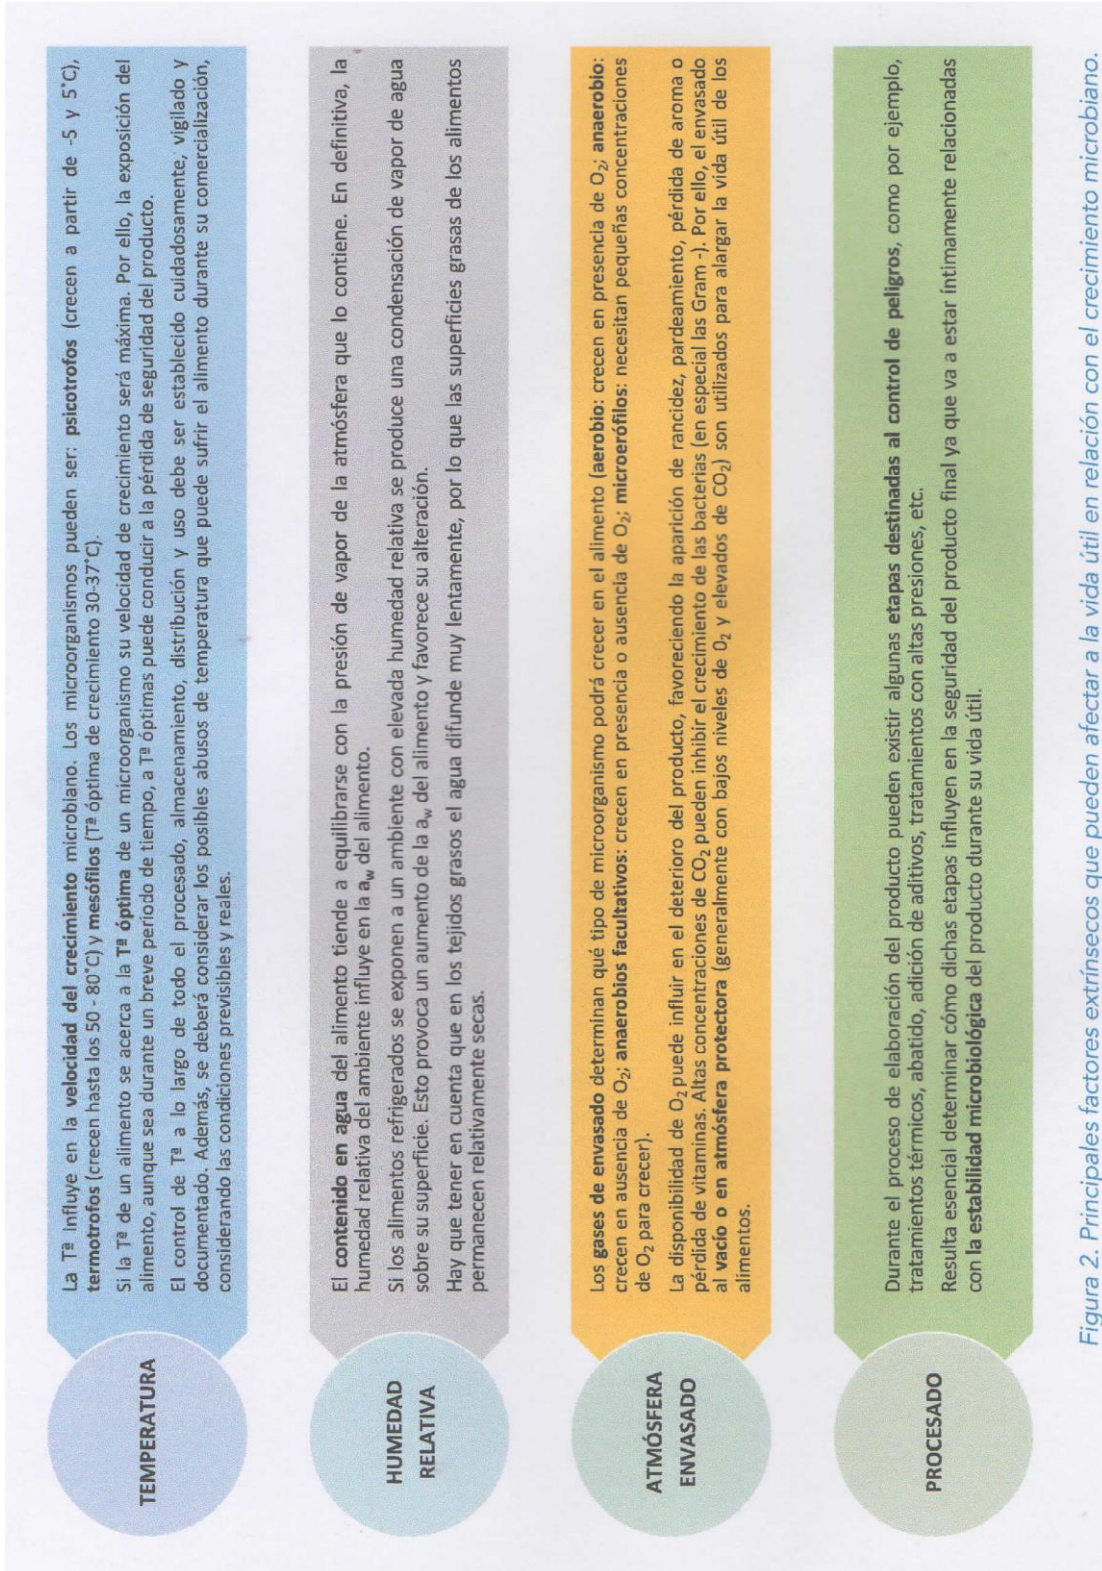 TEMPERATURA
La Tª influye en la velocidad del crecimiento microbiano. Los microorganismos pueden ser: psicotrofos (crecen a partir de -5 y 5˚C),
termotrofos (crecen hasta los 50 - 80˚C) y mesófilos (Tª óptima de crecimiento 30-37˚C).
Si la Tª de un alimento se acerca a la Tª óptima de un microorganismo su velocidad de crecimiento será máxima. Por ello, la exposición del
alimento, aunque sea durante un breve periodo de tiempo, a Tª óptimas puede conducir a la pérdida de seguridad del producto.
El control de Tª a lo largo de todo el procesado, almacenamiento, distribución y uso debe ser establecido cuidadosamente, vigilado y
documentado. Además, se deberá considerar los posibles abusos de temperatura que puede sufrir el alimento durante su comercialización,
considerando las condiciones previsibles y reales.
HUMEDAD
RELATIVA
El contenido en agua del alimento tiende a equilibrarse con la presión de vapor de la atmósfera que lo contiene. En definitiva, la
humedad relativa del ambiente influye en la aw del alimento.
Si los alimentos refrigerados se exponen a un ambiente con elevada humedad relativa se produce una condensación de vapor de agua
sobre su superficie. Esto provoca un aumento de la aw del alimento y favorece su alteración.
Hay que tener en cuenta que en los tejidos grasos el agua difunde muy lentamente, por lo que las superficies grasas de los alimentos
permanecen relativamente secas.
ATMÓSFERA
ENVASADO
Los gases de envasado determinan qué tipo de microorganismo podrá crecer en el alimento (aerobio: crecen en presencia de O2; anaerobio:
crecen en ausencia de O2; anaerobios facultativos: crecen en presencia o ausencia de O2; microerófilos: necesitan pequeñas concentraciones
de O2 para crecer).
La disponibilidad de O2 puede influir en el deterioro del producto, favoreciendo la aparición de rancidez, pardeamiento, pérdida de aroma o
pérdida de vitaminas. Altas concentraciones de CO2 pueden inhibir el crecimiento de las bacterias (en especial las Gram -). Por ello, el envasado
al vacío o en atmósfera protectora (generalmente con bajos niveles de O2 y elevados de CO2) son utilizados para alargar la vida útil de los
alimentos.
PROCESADO
Durante el proceso de elaboración del producto pueden existir algunas etapas destinadas al control de peligros, como por ejemplo,
tratamientos térmicos, abatido, adición de aditivos, tratamientos con altas presiones, etc.
Resulta esencial determinar cómo dichas etapas influyen en la seguridad del producto final ya que va a estar íntimamente relacionadas
con la estabilidad microbiológica del producto durante su vida útil.
Figura 2. Principales factores extrínsecos que pueden afectar a la vida útil en relación con el crecimiento microbiano.